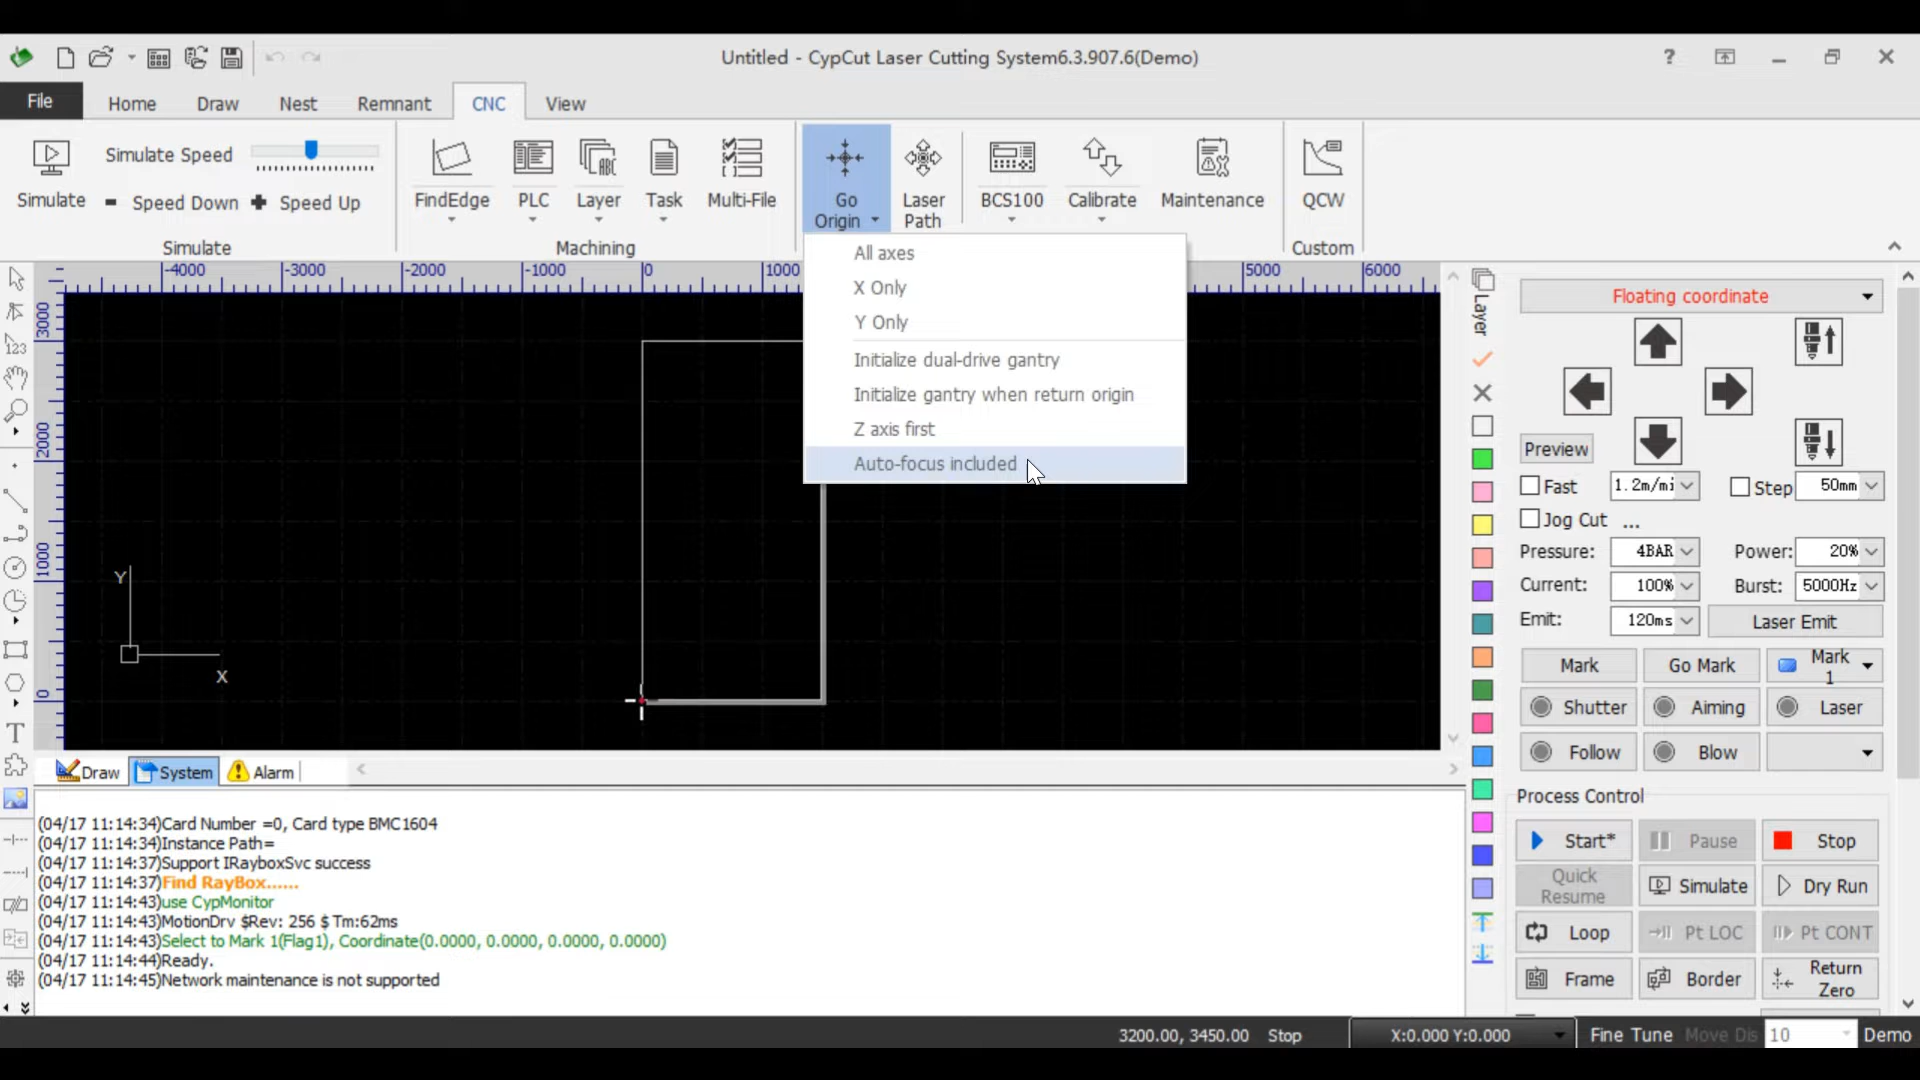 Untitled - CypCut Laser Cutting System6.3.907.6(Demo)
File Home Draw Nest Remnant CNC View
Simulate
Simulate Speed
Speed Down Speed Up
Simulate
FindEdge PLC Layer Task Multi-File
Machining
Go Origin
Laser Path
BCS100 Calibrate Maintenance
QCW
Custom
All axes
X Only
Y Only
Initialize dual-drive gantry
Initialize gantry when return origin
Z axis first
Auto-focus included
-4000 -3000 -2000 -1000 0 1000 5000 6000
3000
2000
1000
0
Y
X
123
Layer
Floating coordinate
Preview
Fast 1.2m/mi Step 50mm
Jog Cut ...
Pressure: 4BAR Power: 20%
Current: 100% Burst: 5000Hz
Emit: 120ms Laser Emit
Mark Go Mark Mark 1
Shutter Aiming Laser
Follow Blow
Process Control
Start* Pause Stop
Quick Resume Simulate Dry Run
Loop Pt LOC Pt CONT
Frame Border Return Zero
Draw System Alarm
(04/17 11:14:34)Card Number =0, Card type BMC1604
(04/17 11:14:34)Instance Path=
(04/17 11:14:37)Support IRayboxSvc success
(04/17 11:14:37)Find RayBox......
(04/17 11:14:43)use CypMonitor
(04/17 11:14:43)MotionDrv $Rev: 256 $ Tm:62ms
(04/17 11:14:43)Select to Mark 1(Flag1), Coordinate(0.0000, 0.0000, 0.0000, 0.0000)
(04/17 11:14:44)Ready.
(04/17 11:14:45)Network maintenance is not supported
3200.00, 3450.00 Stop X:0.000 Y:0.000 Fine Tune Move Dis 10 Demo